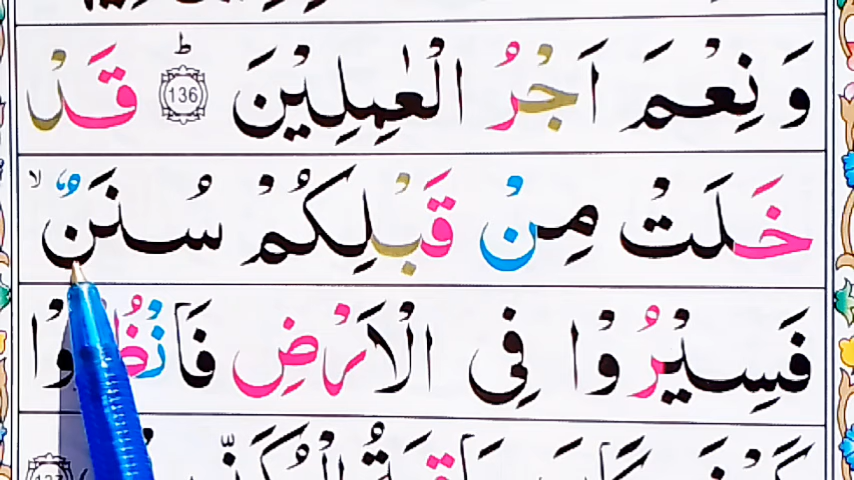 وَ نِعْمَ اَجْرُ الْعٰمِلِیْنَ ؕ ﴿136﴾ قَدْ
خَلَتْ مِنْ قَبْلِكُمْ سُنَنٌ ۙ
فَسِیْرُوْا فِی الْاَرْضِ فَانْظُرُوْا